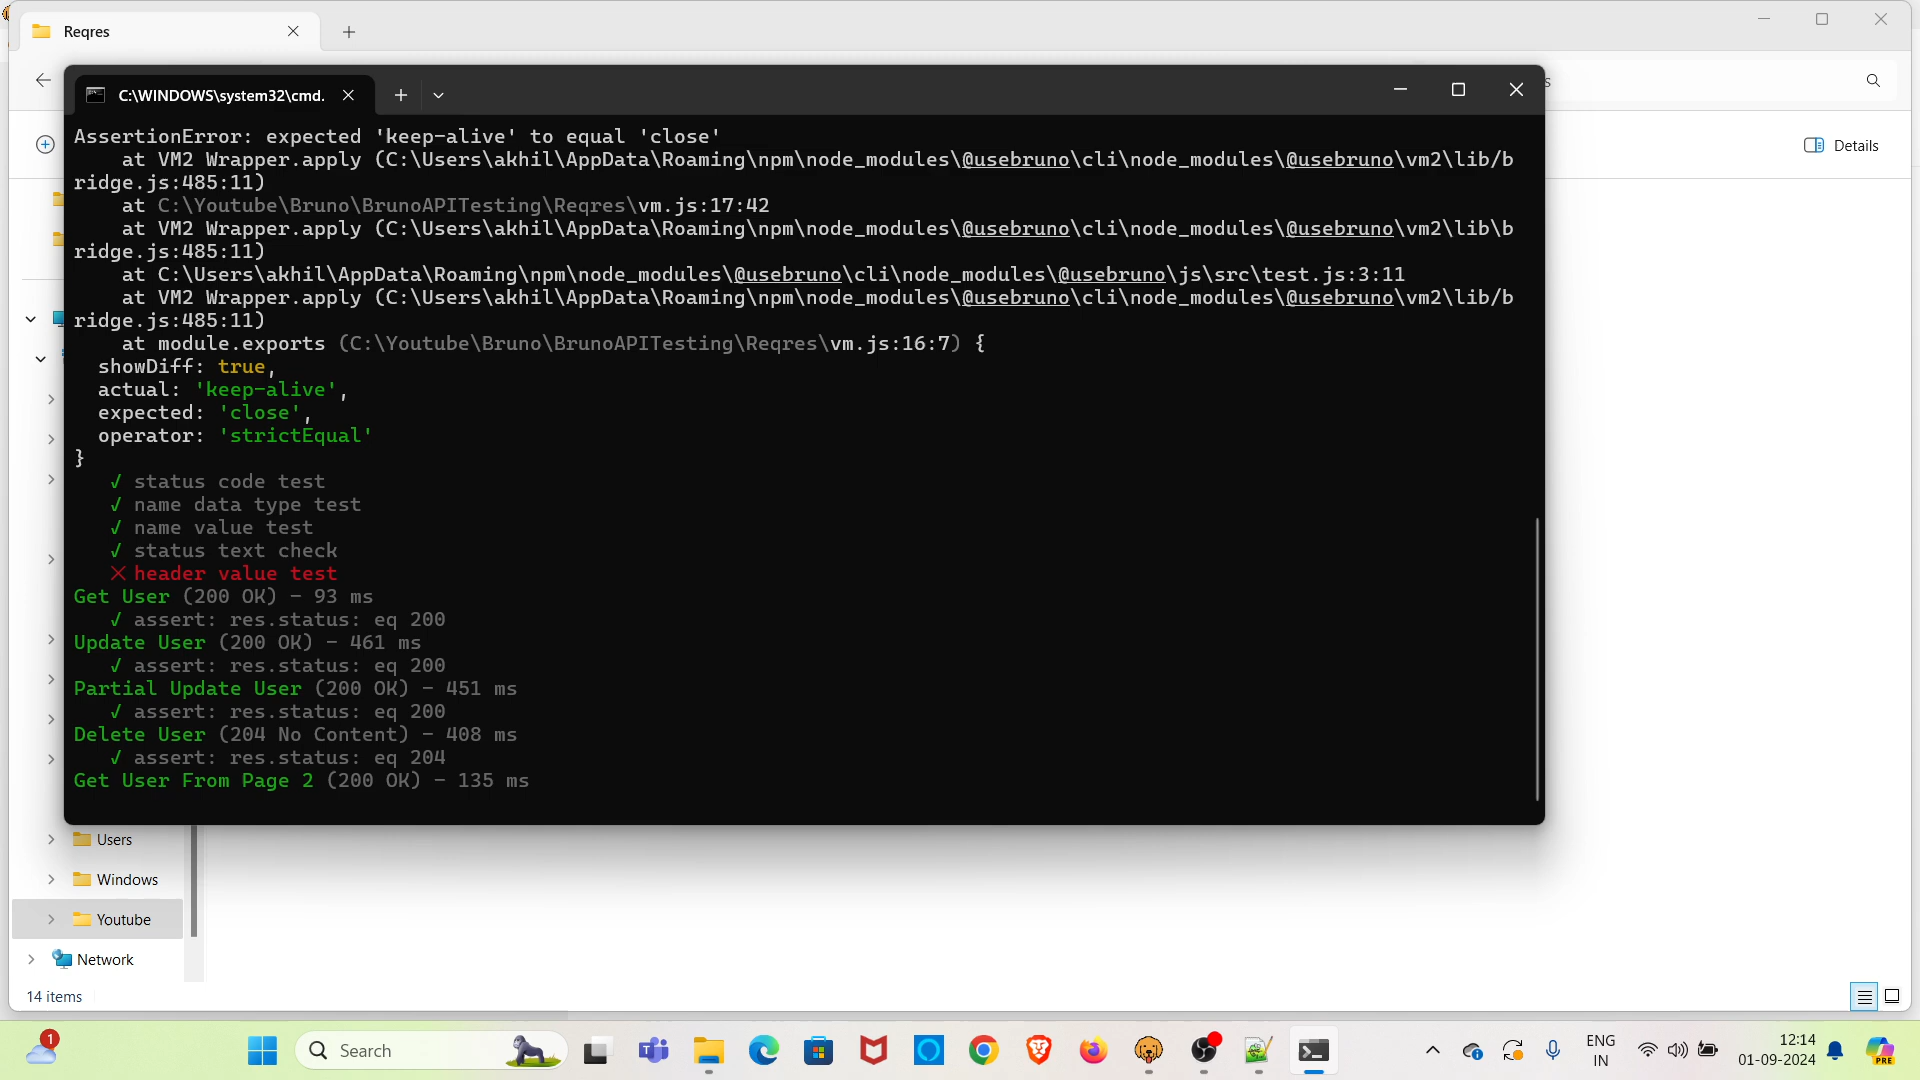 Reqres
C:\WINDOWS\system32\cmd.
Details
AssertionError: expected 'keep-alive' to equal 'close'
at VM2 Wrapper.apply (C:\Users\akhil\AppData\Roaming\npm\node_modules\@usebruno\cli\node_modules\@usebruno\vm2\lib/b
ridge.js:485:11)
at C:\Youtube\Bruno\BrunoAPITesting\Reqres\vm.js:17:42
at VM2 Wrapper.apply (C:\Users\akhil\AppData\Roaming\npm\node_modules\@usebruno\cli\node_modules\@usebruno\vm2\lib\b
ridge.js:485:11)
at C:\Users\akhil\AppData\Roaming\npm\node_modules\@usebruno\cli\node_modules\@usebruno\js\src\test.js:3:11
at VM2 Wrapper.apply (C:\Users\akhil\AppData\Roaming\npm\node_modules\@usebruno\cli\node_modules\@usebruno\vm2\lib/b
ridge.js:485:11)
at module.exports (C:\Youtube\Bruno\BrunoAPITesting\Reqres\vm.js:16:7) {
showDiff: true,
actual: 'keep-alive',
expected: 'close',
operator: 'strictEqual'
}
✓ status code test
✓ name data type test
✓ name value test
✓ status text check
✕ header value test
Get User (200 OK) - 93 ms
✓ assert: res.status: eq 200
Update User (200 OK) - 461 ms
✓ assert: res.status: eq 200
Partial Update User (200 OK) - 451 ms
✓ assert: res.status: eq 200
Delete User (204 No Content) - 408 ms
✓ assert: res.status: eq 204
Get User From Page 2 (200 OK) - 135 ms
Users
Windows
Youtube
Network
14 items
1
Search
ENG
IN
12:14
01-09-2024
PRE